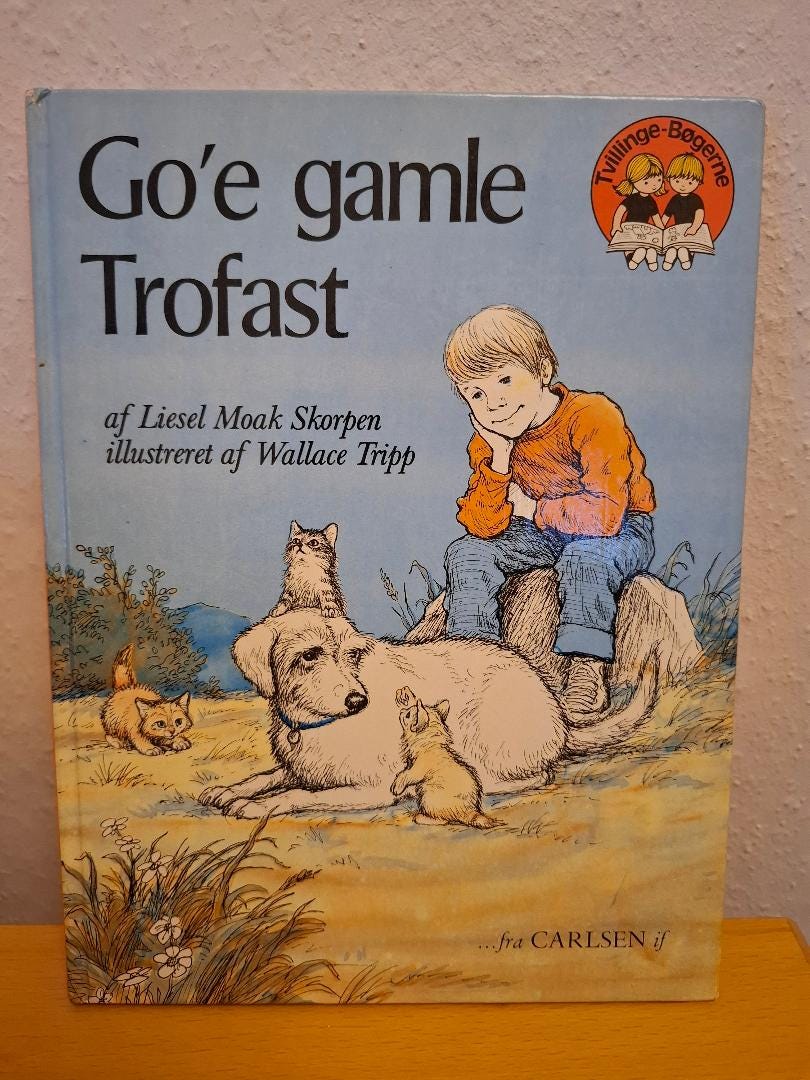 Go'e gamle
Trofast
Tvillinge-Bøgerne
af Liesel Moak Skorpen
illustreret af Wallace Tripp
...fra CARLSEN if